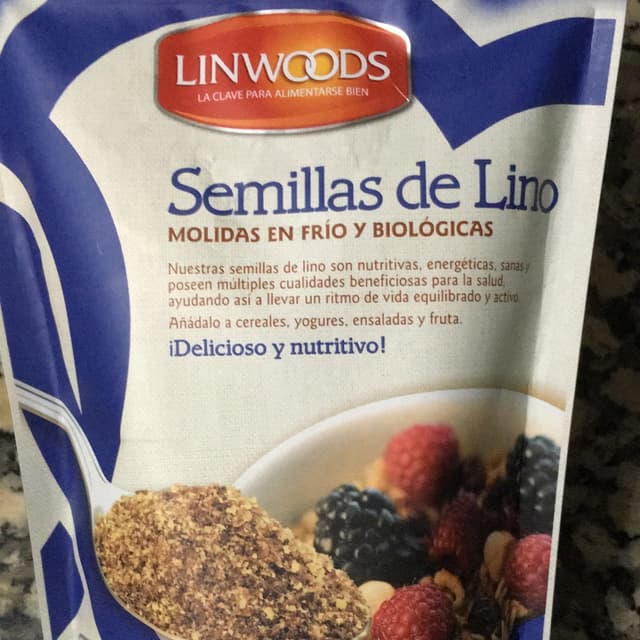 LINWOODS
LA CLAVE PARA ALIMENTARSE BIEN
Semillas de Lino
MOLIDAS EN FRÍO Y BIOLÓGICAS
Nuestras semillas de lino son nutritivas, energéticas, sanas y
poseen múltiples cualidades beneficiosas para la salud,
ayudando así a llevar un ritmo de vida equilibrado y activo.
Añádalo a cereales, yogures, ensaladas y fruta.
¡Delicioso y nutritivo!